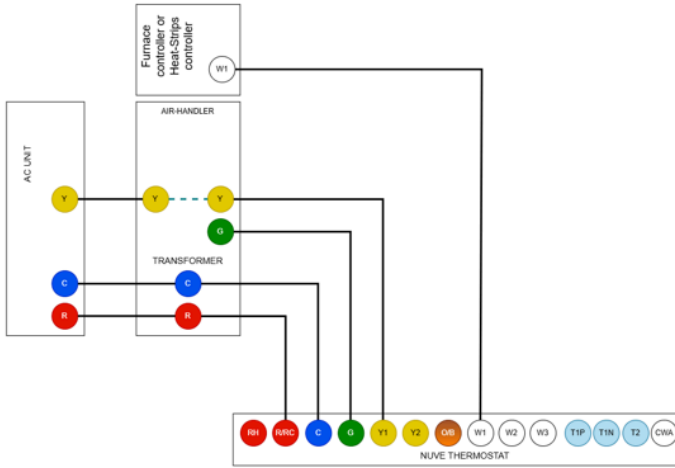 Furnace
controller or
Heat-Strips
controller
W1
AIR-HANDLER
AC UNIT
Y
Y
Y
G
TRANSFORMER
C
C
R
R
RH
R/RC
C
G
Y1
Y2
O/B
W1
W2
W3
T1P
T1N
T2
CWA
NUVE THERMOSTAT